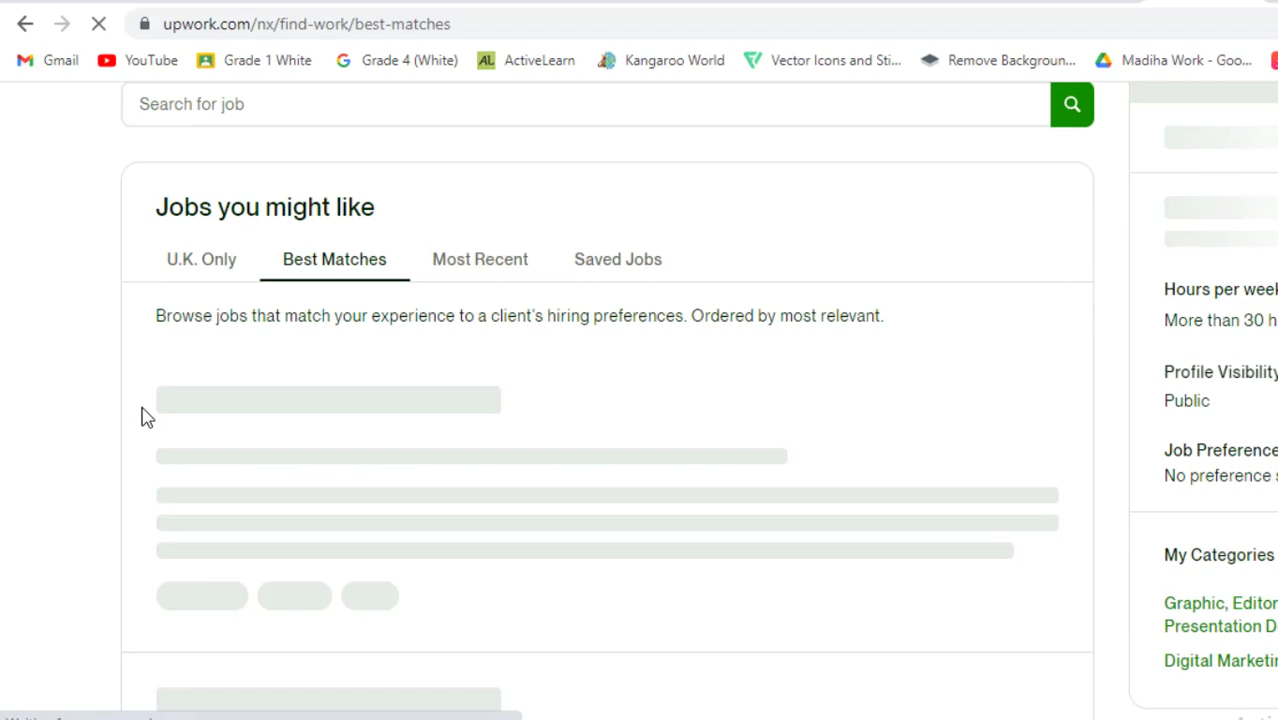 upwork.com/nx/find-work/best-matches
Gmail YouTube Grade 1 White Grade 4 (White) ActiveLearn Kangaroo World Vector Icons and Sti... Remove Backgroun... Madiha Work - Goo...
Search for job
Jobs you might like
U.K. Only Best Matches Most Recent Saved Jobs
Browse jobs that match your experience to a client's hiring preferences. Ordered by most relevant.
Hours per week
More than 30 h
Profile Visibility
Public
Job Preference
No preference s
My Categories
Graphic, Editor
Presentation D
Digital Marketin